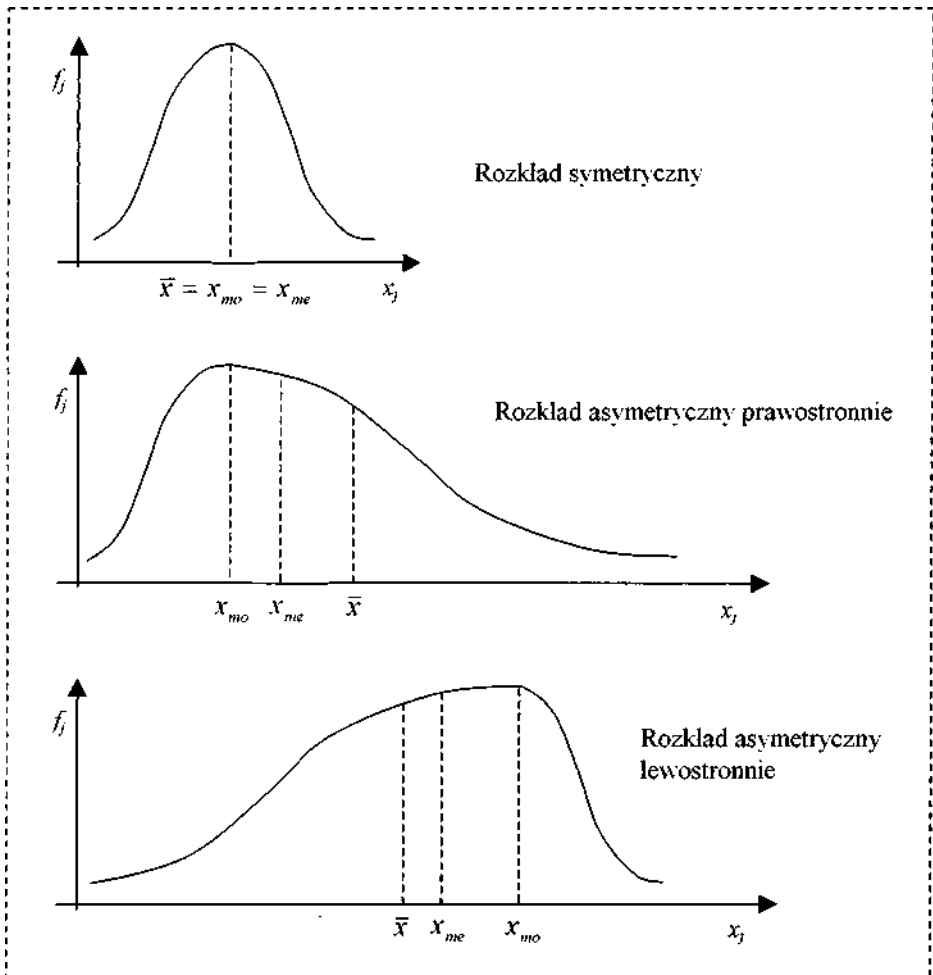 f_j
Rozkład symetryczny
x̄ = x_mo = x_me
x_j
f_j
Rozkład asymetryczny prawostronnie
x_mo x_me x̄
x_j
f_j
Rozkład asymetryczny
lewostronnie
x̄ x_me x_mo
x_j